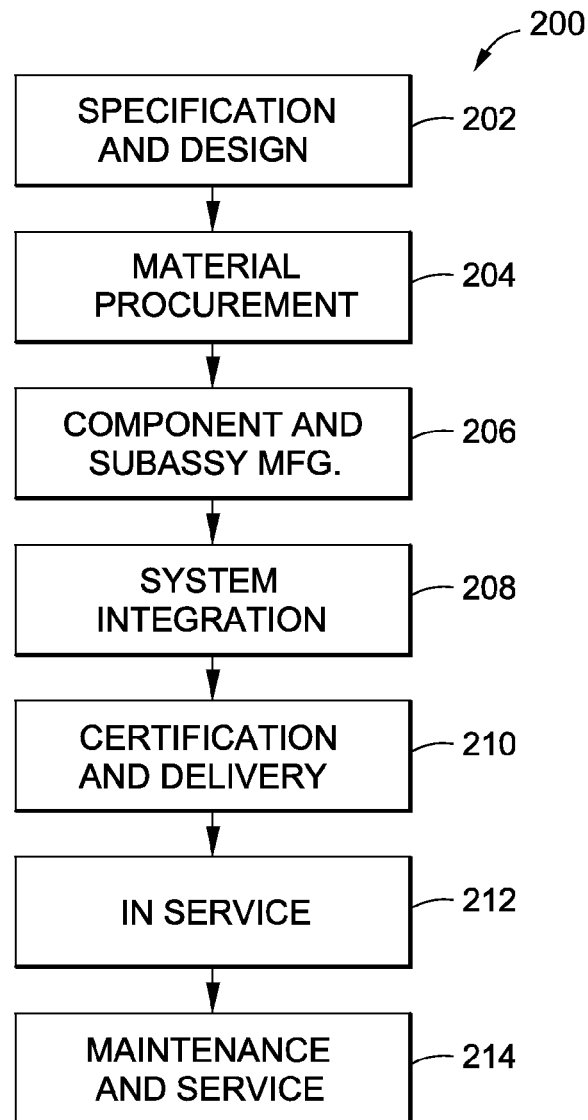 200
SPECIFICATION
AND DESIGN
202
MATERIAL
PROCUREMENT
204
COMPONENT AND
SUBASSY MFG.
206
SYSTEM
INTEGRATION
208
CERTIFICATION
AND DELIVERY
210
IN SERVICE
212
MAINTENANCE
AND SERVICE
214